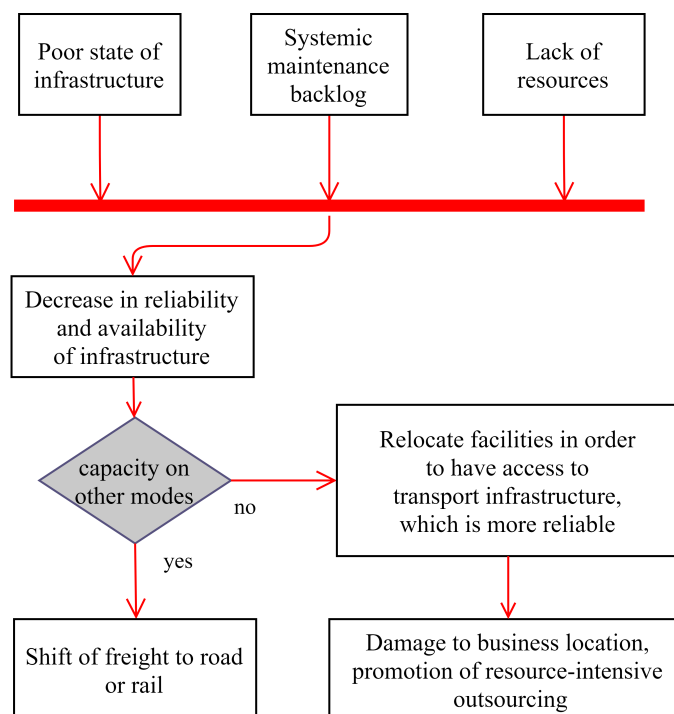 Poor state of
infrastructure
Systemic
maintenance
backlog
Lack of
resources
Decrease in reliability
and availability
of infrastructure
capacity on
other modes
no
yes
Relocate facilities in order
to have access to
transport infrastructure,
which is more reliable
Shift of freight to road
or rail
Damage to business location,
promotion of resource-intensive
outsourcing